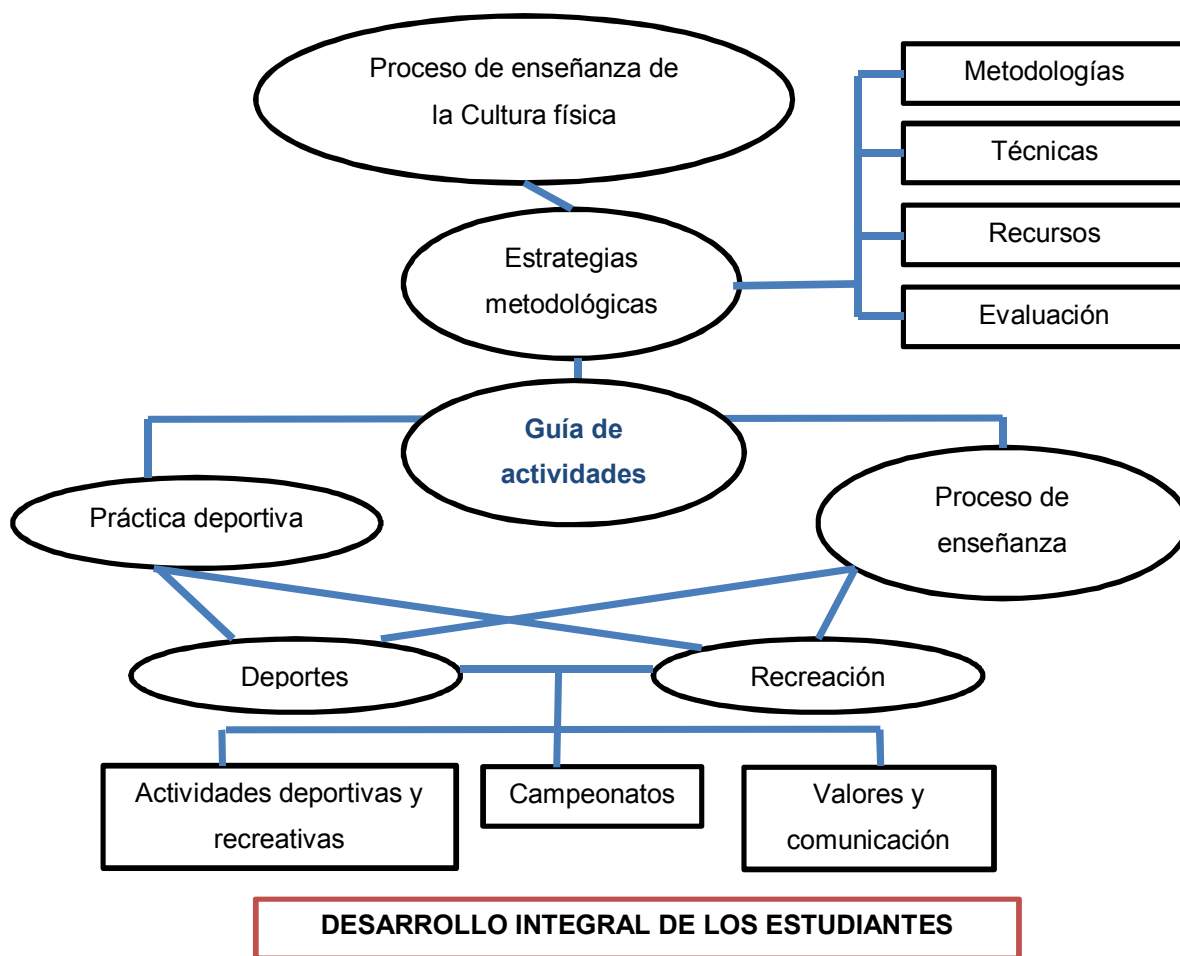 Proceso de enseñanza de
la Cultura física
Metodologías
Técnicas
Recursos
Evaluación
Estrategias
metodológicas
Guía de
actividades
Práctica deportiva
Proceso de
enseñanza
Deportes
Recreación
Actividades deportivas y
recreativas
Campeonatos
Valores y
comunicación
DESARROLLO INTEGRAL DE LOS ESTUDIANTES